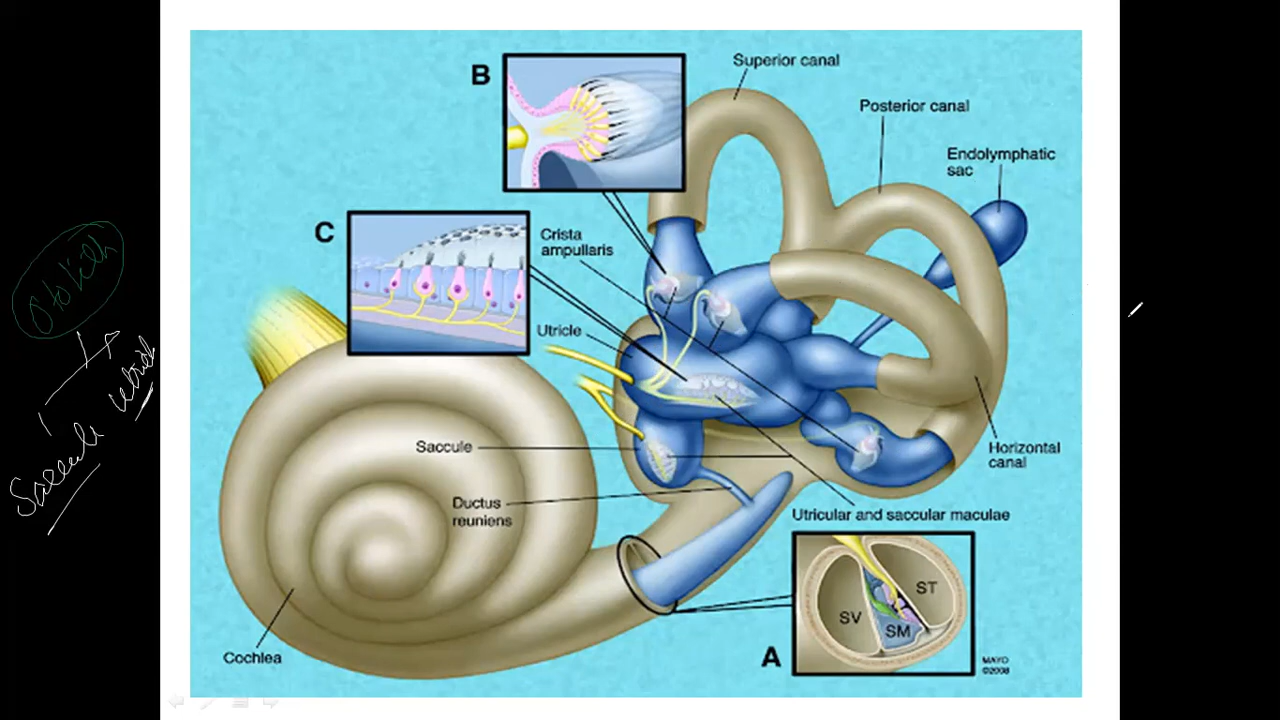 B
Superior canal
Posterior canal
Endolymphatic
sac
C
Crista
ampullaris
Utricle
Saccule
Ductus
reuniens
Horizontal
canal
Utricular and saccular maculae
Cochlea
A
SV
SM
ST
MAYO
©2008
Otolith
Saccule